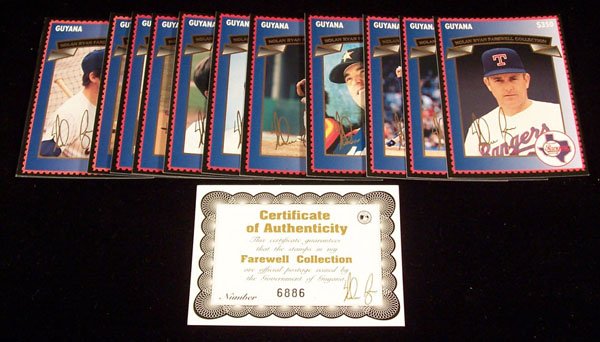 GUYANA
GUYANA
GUYANA
GUYANA
GUYANA
GUYANA
GUYANA
GUYANA
GUYANA $350
NOLAN RYAN FAREWELL COLLECTION
T
Rangers
Certificate
of Authenticity
This certificate guarantees
that the stamps in my
Farewell Collection
are official postage issued by
the Government of Guyana
Number 6886